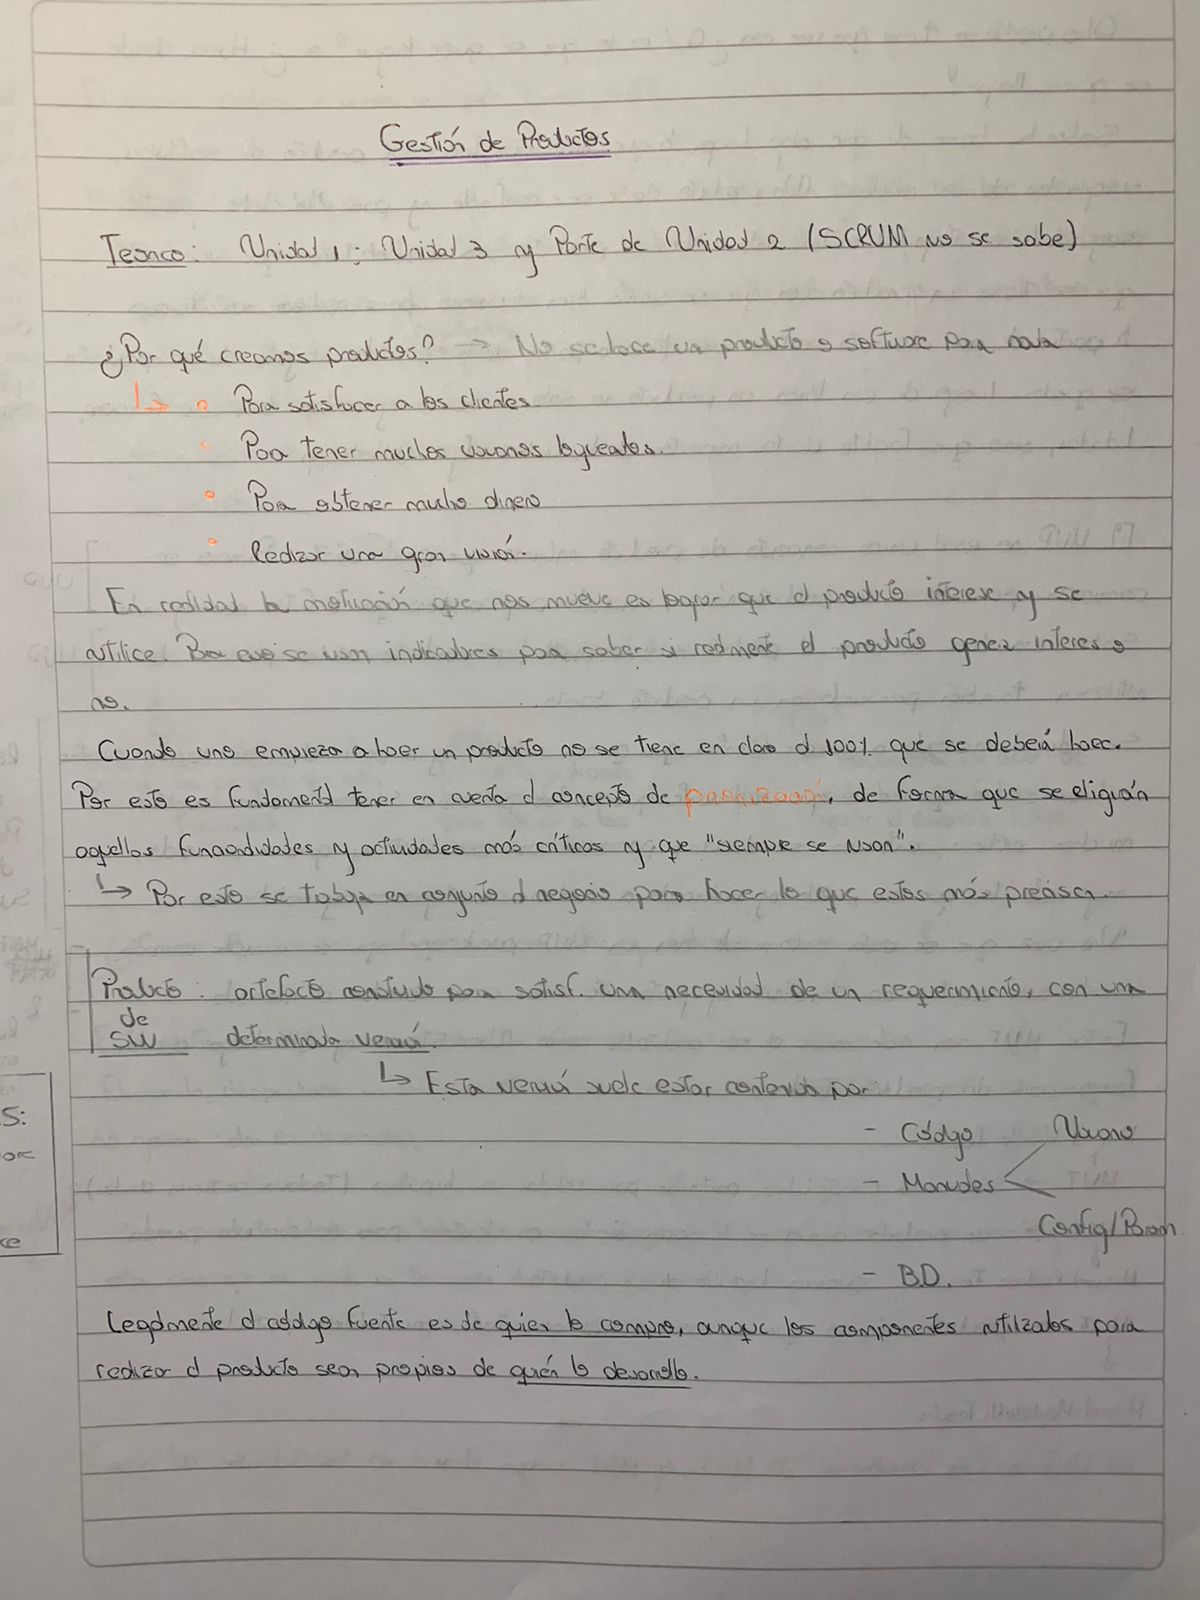 Gestión de Productos
Teorico: Unidad 1; Unidad 3 y Parte de Unidad 2 (SCRUM no se sabe)
¿Por qué creamos productos? → No se hace un producto o software para nada
↳ • Para satisfacer a los clientes.
• Para tener muchos usuarios logueados.
• Para obtener mucho dinero
• Realizar una gran visión.
En realidad la motivación que nos mueve es lograr que el producto interese y se
utilice. Para eso se usan indicadores para saber si realmente el producto genera interes o
no.
Cuando uno empieza a hacer un producto no se tiene en claro al 100% que se deberá hacer.
Por esto es fundamental tener en cuenta el concepto de priorización, de forma que se eligirán
aquellos funcionalidades y actividades más críticas y que "siempre se usan".
↳ Por esto se trabaja en conjunto al negocio para hacer lo que estos más precisen.
Producto: artefacto construido para satisf. una necesidad de un requerimiento, con una
de
SW determinada versión.
↳ Esta versión suele estar contenida por:
- Código Usuario
- Manuales
Config/Param
- B.D.
Legalmente el código fuente es de quien lo compro, aunque los componentes utilizados para
realizar el producto sean propios de quién lo desarrolla.
S:
ce